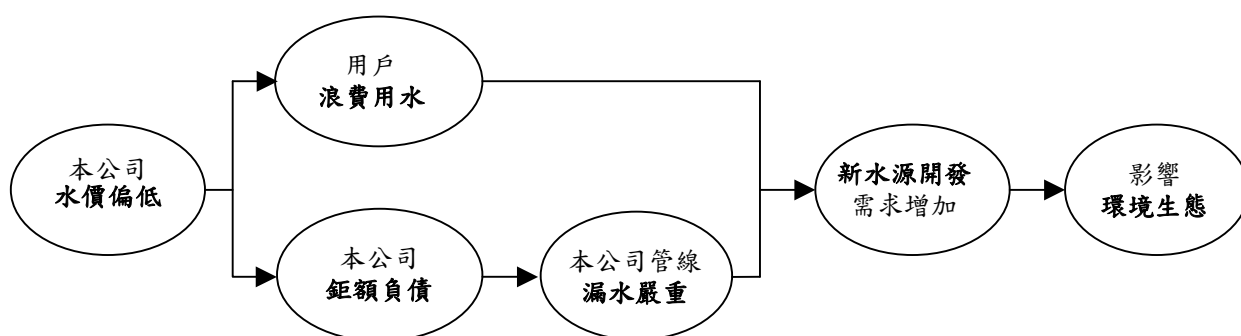 用戶
浪費用水
本公司
水價偏低
本公司
鉅額負債
本公司管線
漏水嚴重
新水源開發
需求增加
影響
環境生態